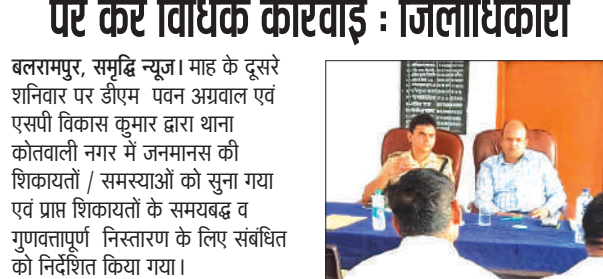 पर करें विधिक कार्रवाई : जिलाधिकारी
बलरामपुर, समृद्धि न्यूज। माह के दूसरे
शनिवार पर डीएम पवन अग्रवाल एवं
एसपी विकास कुमार द्वारा थाना
कोतवाली नगर में जनमानस की
शिकायतों / समस्याओं को सुना गया
एवं प्राप्त शिकायतों के समयबद्ध व
गुणवत्तापूर्ण निस्तारण के लिए संबंधित
को निर्देशित किया गया।